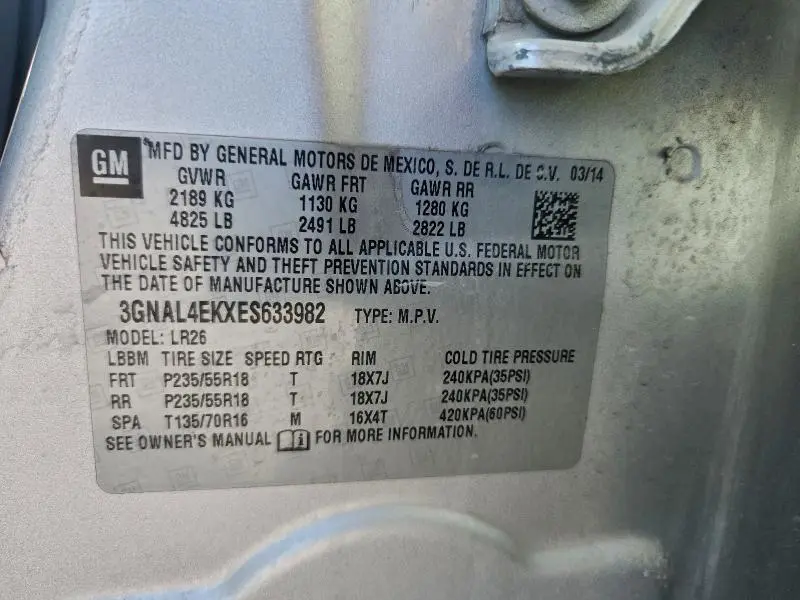 GM
MFD BY GENERAL MOTORS DE MEXICO, S. DE R.L. DE C.V. 03/14
GVWR GAWR FRT GAWR RR
2189 KG 1130 KG 1280 KG
4825 LB 2491 LB 2822 LB
THIS VEHICLE CONFORMS TO ALL APPLICABLE U.S. FEDERAL MOTOR
VEHICLE SAFETY AND THEFT PREVENTION STANDARDS IN EFFECT ON
THE DATE OF MANUFACTURE SHOWN ABOVE.
3GNAL4EKXES633982 TYPE: M.P.V.
MODEL: LR26
LBBM TIRE SIZE SPEED RTG RIM COLD TIRE PRESSURE
FRT P235/55R18 T 18X7J 240KPA(35PSI)
RR P235/55R18 T 18X7J 240KPA(35PSI)
SPA T135/70R16 M 16X4T 420KPA(60PSI)
SEE OWNER'S MANUAL i FOR MORE INFORMATION.